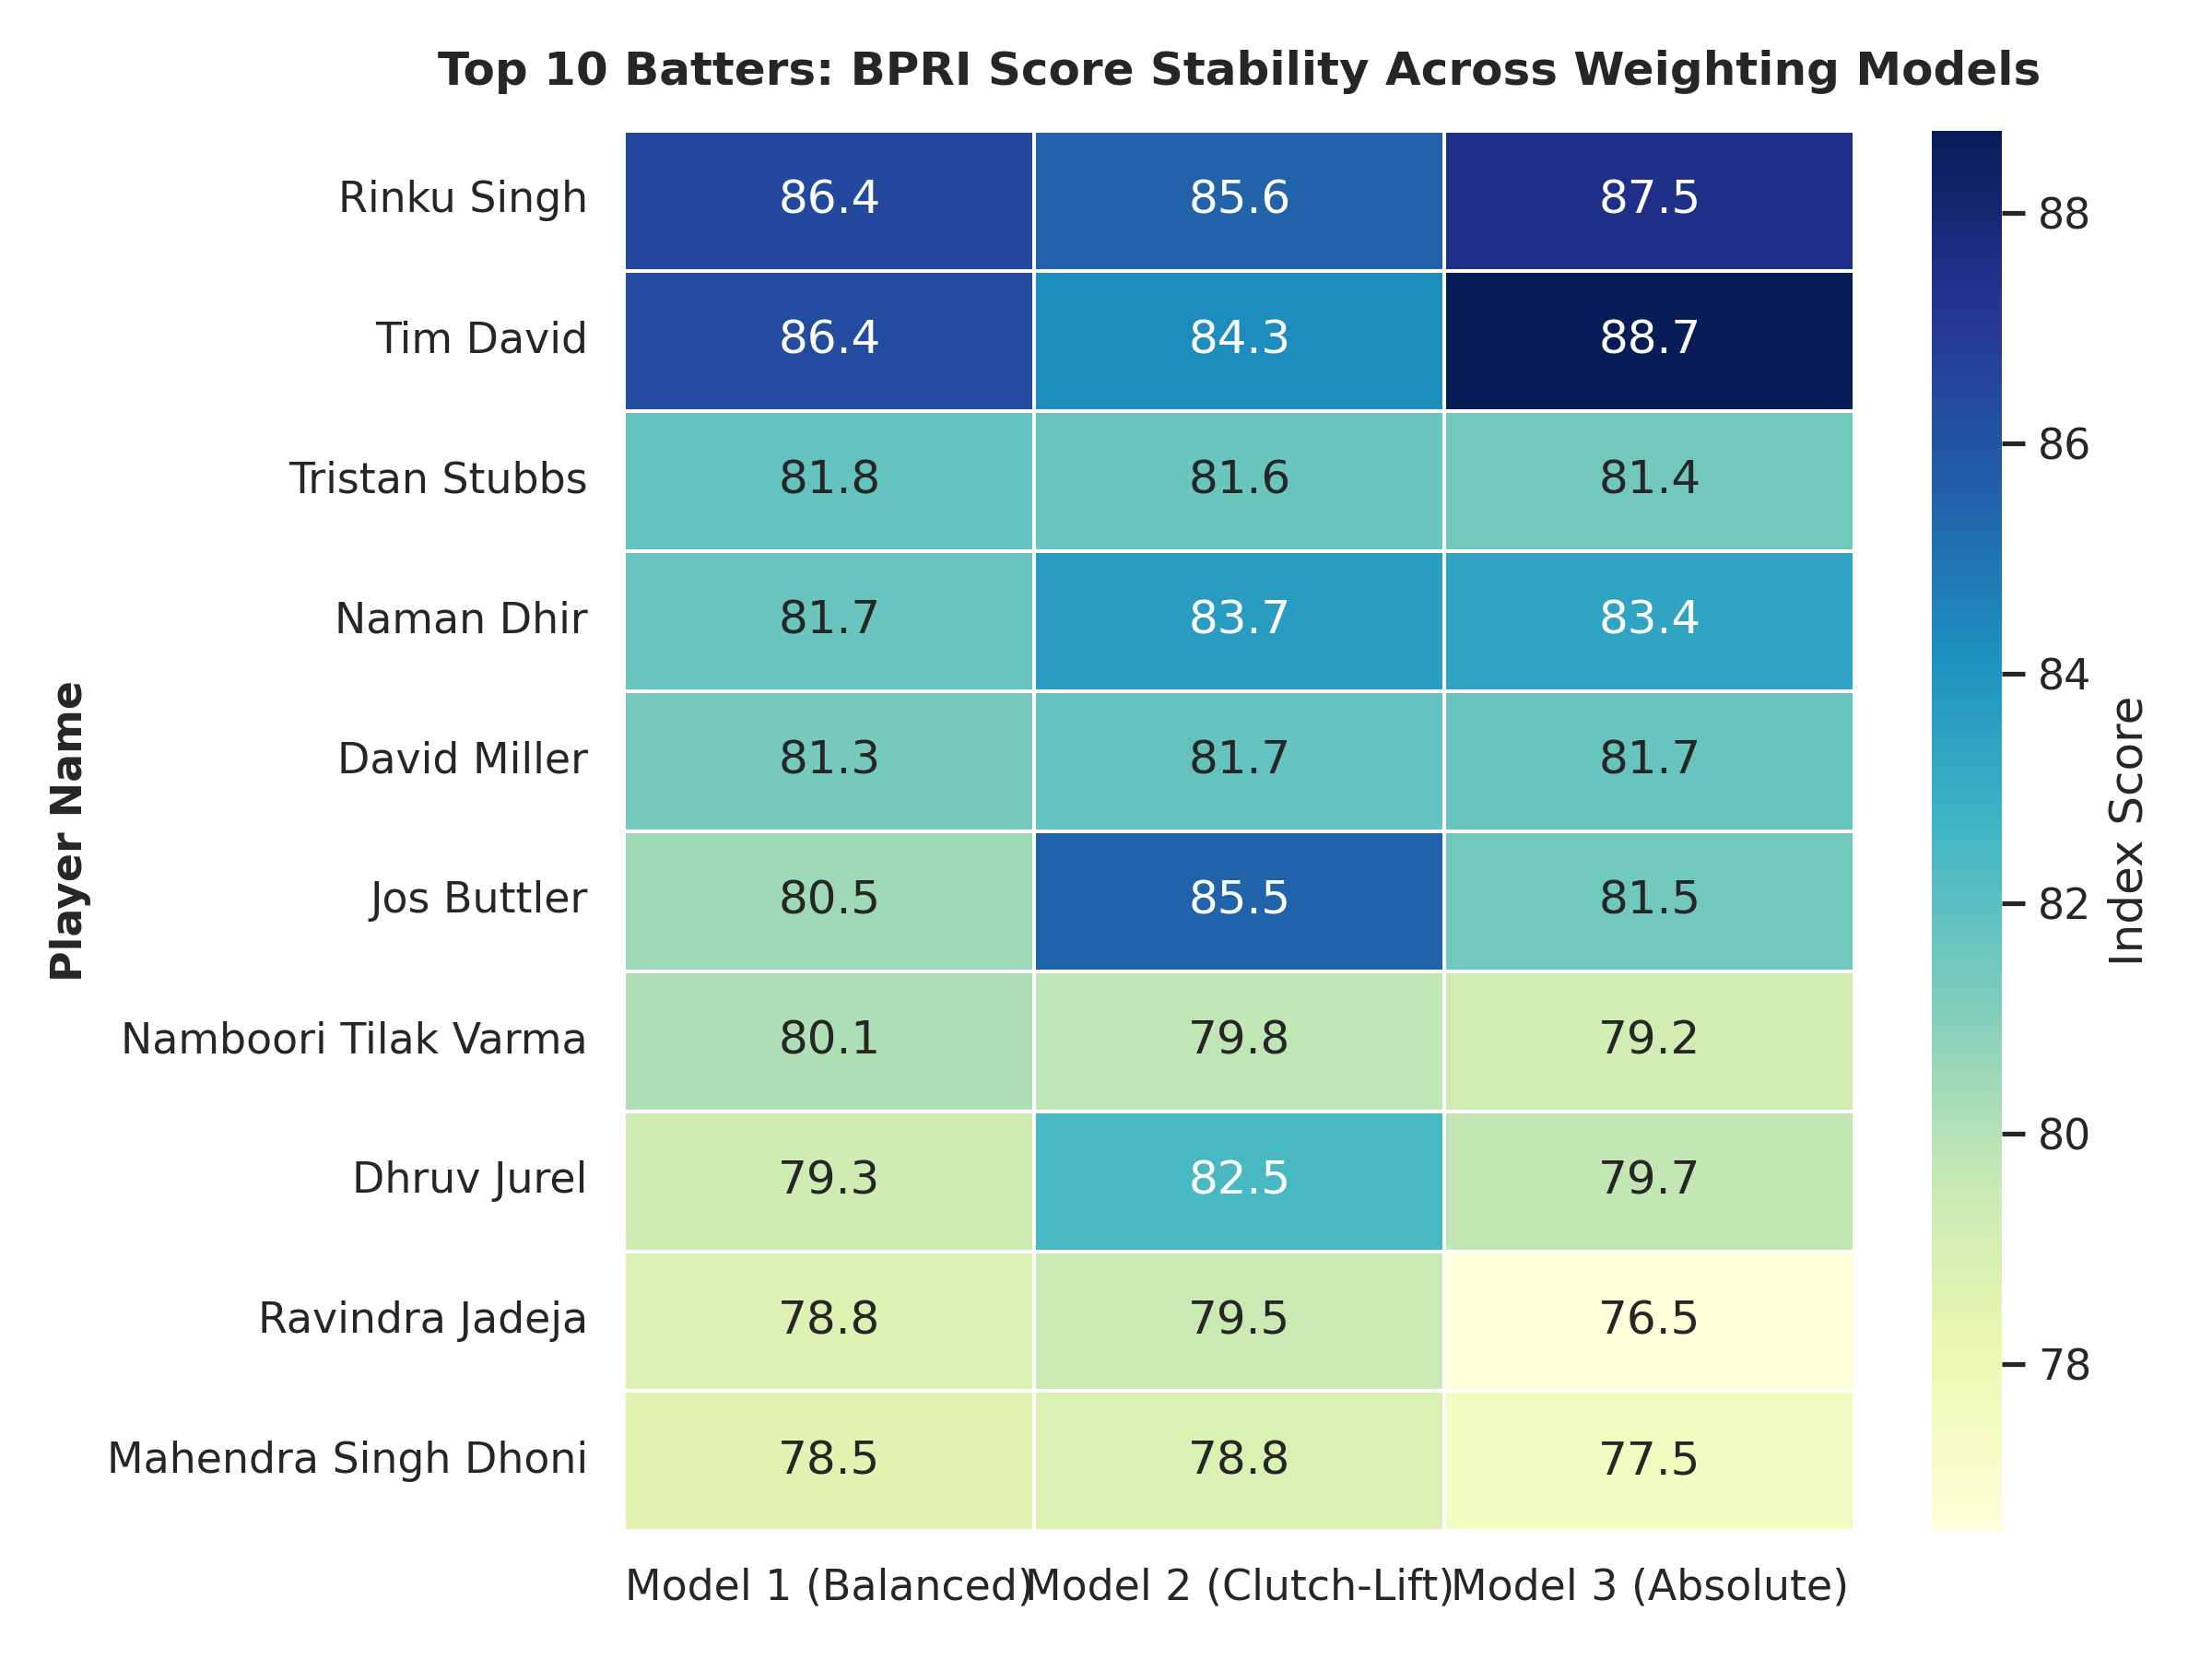 Top 10 Batters: BPRI Score Stability Across Weighting Models
Player Name
Rinku Singh 86.4 85.6 87.5
Tim David 86.4 84.3 88.7
Tristan Stubbs 81.8 81.6 81.4
Naman Dhir 81.7 83.7 83.4
David Miller 81.3 81.7 81.7
Jos Buttler 80.5 85.5 81.5
Namboori Tilak Varma 80.1 79.8 79.2
Dhruv Jurel 79.3 82.5 79.7
Ravindra Jadeja 78.8 79.5 76.5
Mahendra Singh Dhoni 78.5 78.8 77.5
Model 1 (Balanced) Model 2 (Clutch-Lift) Model 3 (Absolute)
88
86
84
82
80
78
Index Score